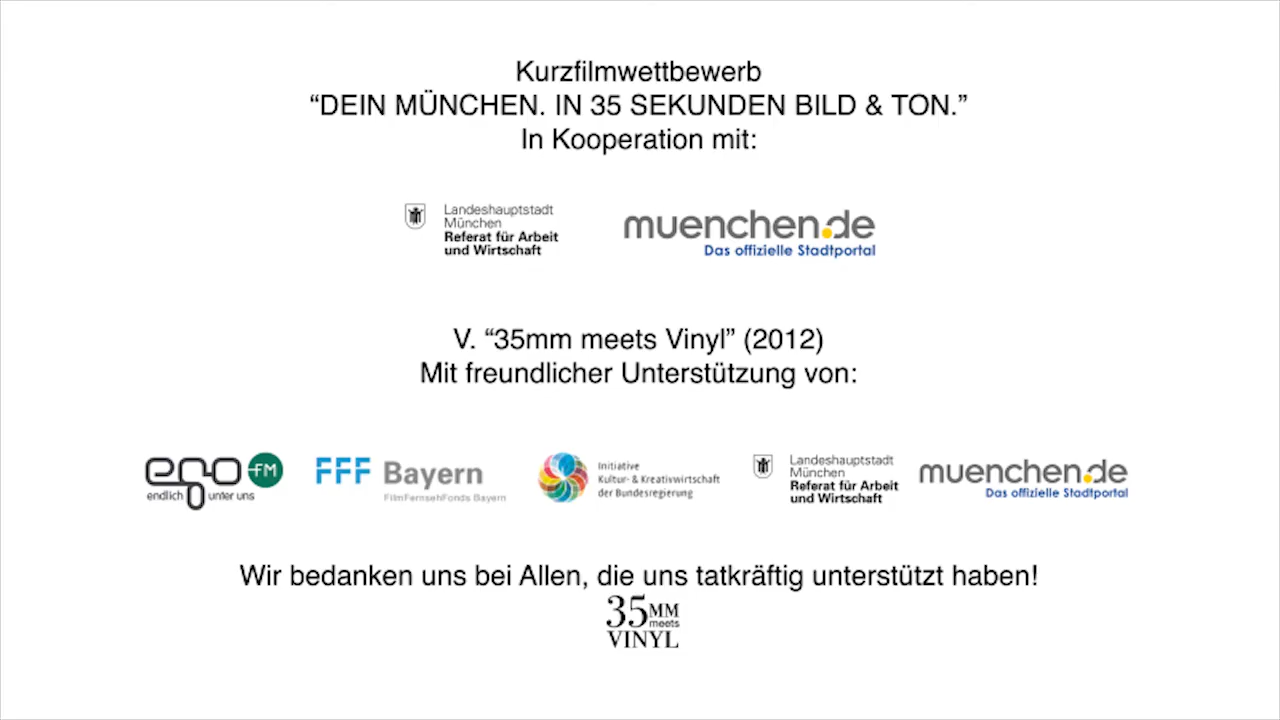 Kurzfilmwettbewerb
“DEIN MÜNCHEN. IN 35 SEKUNDEN BILD & TON.”
In Kooperation mit:
Landeshauptstadt
München
Referat für Arbeit
und Wirtschaft
muenchen.de
Das offizielle Stadtportal
V. “35mm meets Vinyl” (2012)
Mit freundlicher Unterstützung von:
ego FM
endlich unter uns
FFF Bayern
FilmFernsehFonds Bayern
Initiative
Kultur- & Kreativwirtschaft
der Bundesregierung
Landeshauptstadt
München
Referat für Arbeit
und Wirtschaft
muenchen.de
Das offizielle Stadtportal
Wir bedanken uns bei Allen, die uns tatkräftig unterstützt haben!
35MM
meets
VINYL